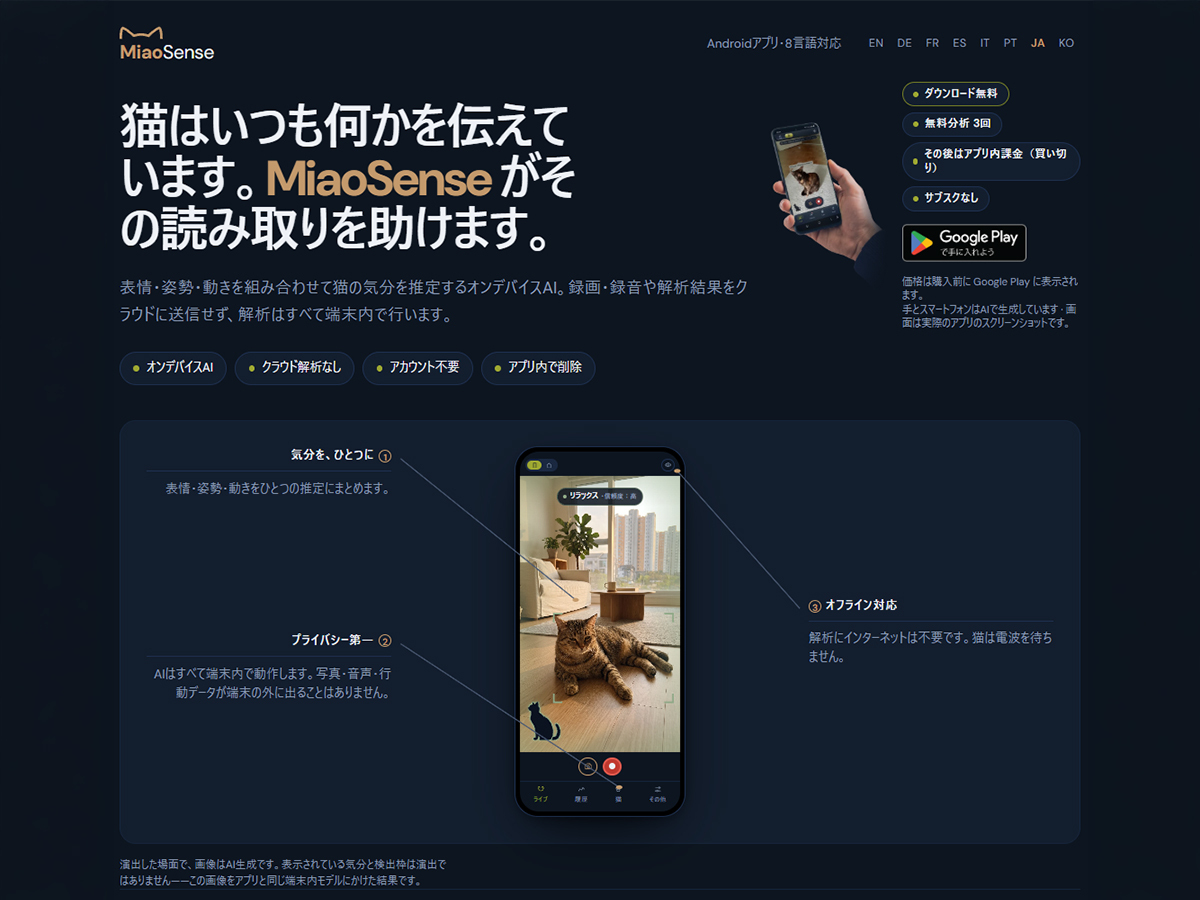 MiaoSense
Androidアプリ·8言語対応
EN DE FR ES IT PT JA KO
猫はいつも何かを伝えて
います。MiaoSense がそ
の読み取りを助けます。
表情·姿勢·動きを組み合わせて猫の気分を推定するオンデバイスAI。録画·録音や解析結果をク
ラウドに送信せず、解析はすべて端末内で行います。
オンデバイスAI
クラウド解析なし
アカウント不要
アプリ内で削除
ダウンロード無料
無料分析 3回
その後はアプリ内課金（買い切
り）
サブスクなし
Google Play
で手に入れよう
価格は購入前に Google Play に表示され
ます。
手とスマートフォンはAIで生成しています · 画
面は実際のアプリのスクリーンショットです。
気分を、ひとつに 1
表情·姿勢·動きをひとつの推定にまとめます。
プライバシー第一 2
AIはすべて端末内で動作します。写真·音声·行
動データが端末の外に出ることはありません。
リラックス ·信頼度：高
ライブ
履歴
猫
その他
3 オフライン対応
解析にインターネットは不要です。猫は電波を待ち
ません。
演出した場面で、画像はAI生成です。表示されている気分と検出枠は演出で
はありません——この画像をアプリと同じ端末内モデルにかけた結果です。